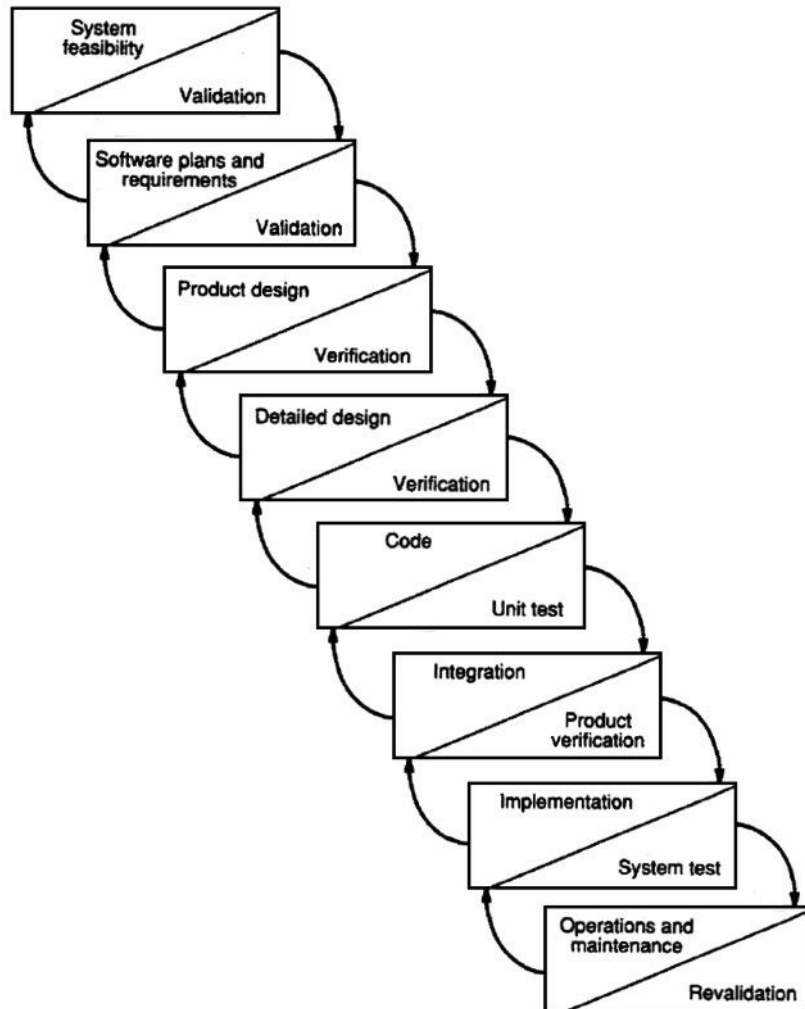 System
feasibility
Validation
Software plans and
requirements
Validation
Product design
Verification
Detailed design
Verification
Code
Unit test
Integration
Product
verification
Implementation
System test
Operations and
maintenance
Revalidation